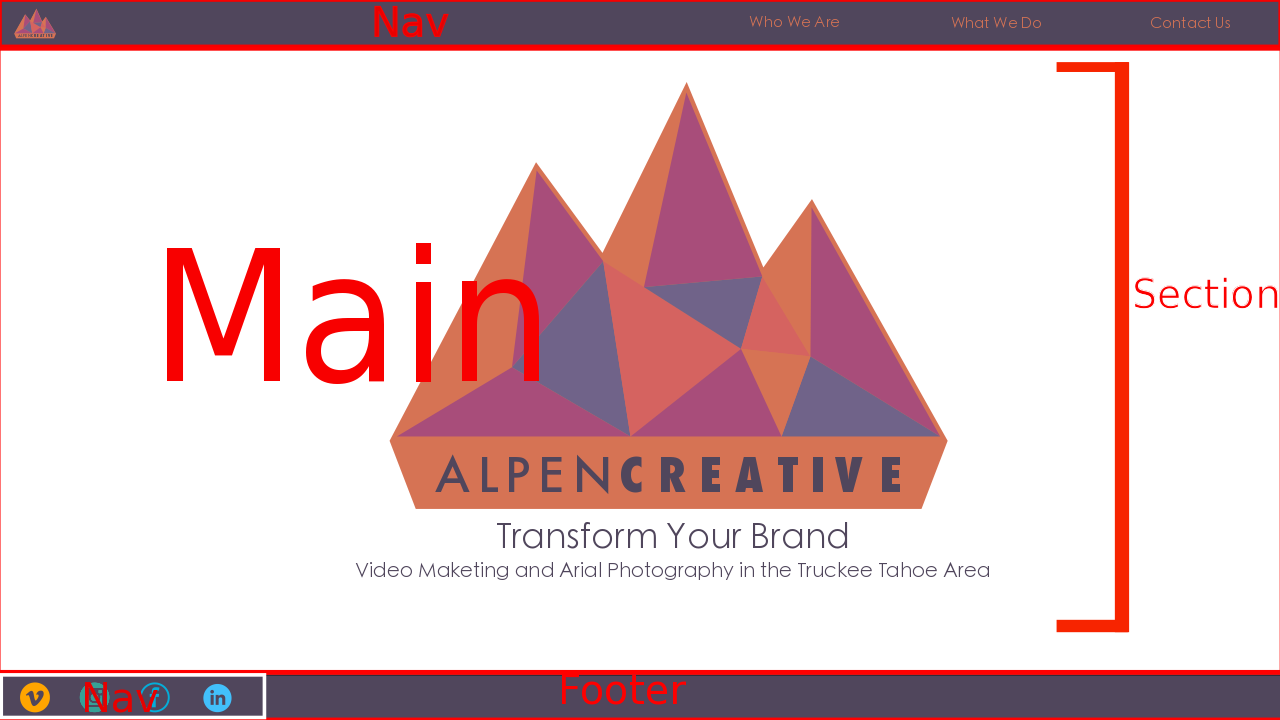 Nav
Who We Are
What We Do
Contact Us
Main
Section
ALPENCREATIVE
Transform Your Brand
Video Maketing and Arial Photography in the Truckee Tahoe Area
Nav
in
Footer